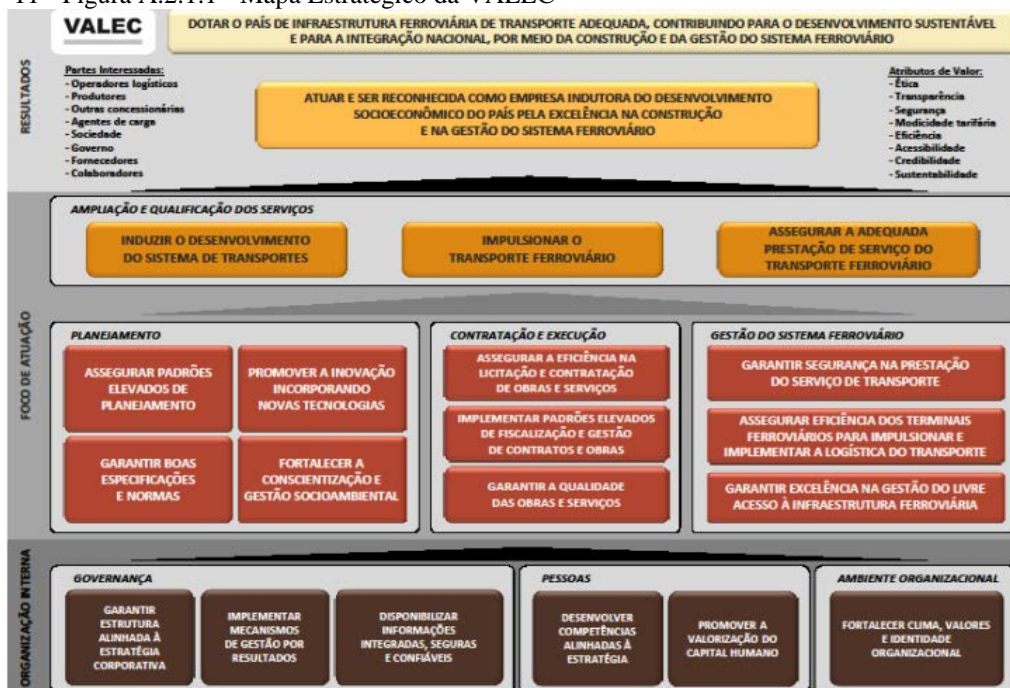 11 - Figura A.2.1.1 - Mapa Estratégico da VALEC
VALEC
DOTAR O PAÍS DE INFRAESTRUTURA FERROVIÁRIA DE TRANSPORTE ADEQUADA, CONTRIBUINDO PARA O DESENVOLVIMENTO SUSTENTÁVEL
E PARA A INTEGRAÇÃO NACIONAL, POR MEIO DA CONSTRUÇÃO E DA GESTÃO DO SISTEMA FERROVIÁRIO
RESULTADOS
Partes Interessadas:
- Operadores logísticos
- Produtores
- Outras concessionárias
- Agentes de carga
- Sociedade
- Governo
- Fornecedores
- Colaboradores
ATUAR E SER RECONHECIDA COMO EMPRESA INDUTORA DO DESENVOLVIMENTO
SOCIOECONÔMICO DO PAÍS PELA EXCELÊNCIA NA CONSTRUÇÃO
E NA GESTÃO DO SISTEMA FERROVIÁRIO
Atributos de Valor:
- Ética
- Transparência
- Segurança
- Modicidade tarifária
- Eficiência
- Acessibilidade
- Credibilidade
- Sustentabilidade
FOCO DE ATUAÇÃO
AMPLIAÇÃO E QUALIFICAÇÃO DOS SERVIÇOS
INDUZIR O DESENVOLVIMENTO
DO SISTEMA DE TRANSPORTES
IMPULSIONAR O
TRANSPORTE FERROVIÁRIO
ASSEGURAR A ADEQUADA
PRESTAÇÃO DE SERVIÇO DO
TRANSPORTE FERROVIÁRIO
PLANEJAMENTO
ASSEGURAR PADRÕES
ELEVADOS DE
PLANEJAMENTO
PROMOVER A INOVAÇÃO
INCORPORANDO
NOVAS TECNOLOGIAS
GARANTIR BOAS
ESPECIFICAÇÕES
E NORMAS
FORTALECER A
CONSCIENTIZAÇÃO E
GESTÃO SOCIOAMBIENTAL
CONTRATAÇÃO E EXECUÇÃO
ASSEGURAR A EFICIÊNCIA NA
LICITAÇÃO E CONTRATAÇÃO
DE OBRAS E SERVIÇOS
IMPLEMENTAR PADRÕES ELEVADOS
DE FISCALIZAÇÃO E GESTÃO
DE CONTRATOS E OBRAS
GARANTIR A QUALIDADE
DAS OBRAS E SERVIÇOS
GESTÃO DO SISTEMA FERROVIÁRIO
GARANTIR SEGURANÇA NA PRESTAÇÃO
DO SERVIÇO DE TRANSPORTE
ASSEGURAR EFICIÊNCIA DOS TERMINAIS
FERROVIÁRIOS PARA IMPULSIONAR E
IMPLEMENTAR A LOGÍSTICA DO TRANSPORTE
GARANTIR EXCELÊNCIA NA GESTÃO DO LIVRE
ACESSO À INFRAESTRUTURA FERROVIÁRIA
ORGANIZAÇÃO INTERNA
GOVERNANÇA
GARANTIR
ESTRUTURA
ALINHADA À
ESTRATÉGIA
CORPORATIVA
IMPLEMENTAR
MECANISMOS
DE GESTÃO POR
RESULTADOS
DISPONIBILIZAR
INFORMAÇÕES
INTEGRADAS, SEGURAS
E CONFIÁVEIS
PESSOAS
DESENVOLVER
COMPETÊNCIAS
ALINHADAS À
ESTRATÉGIA
PROMOVER A
VALORIZAÇÃO DO
CAPITAL HUMANO
AMBIENTE ORGANIZACIONAL
FORTALECER CLIMA, VALORES
E IDENTIDADE
ORGANIZACIONAL